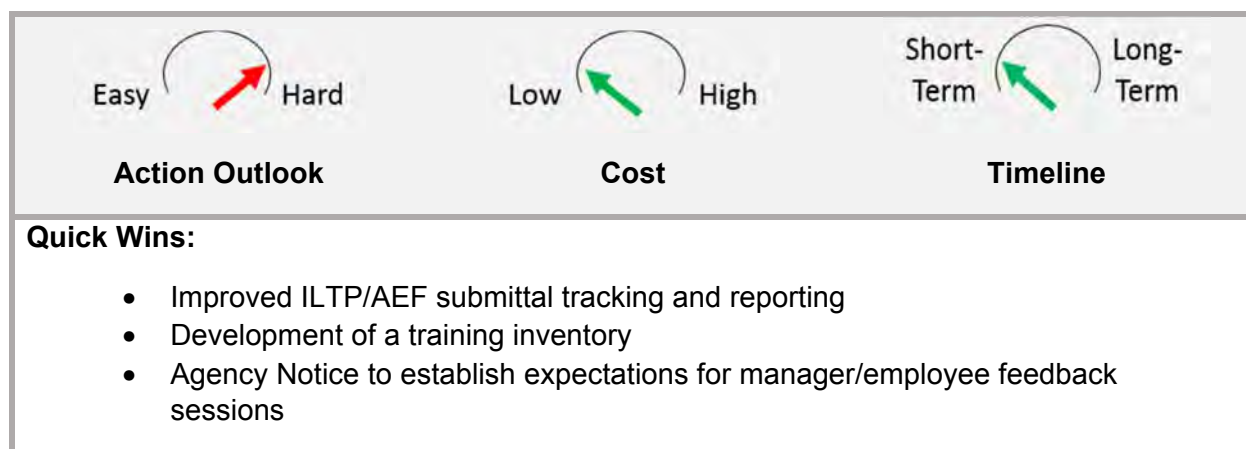 Easy Hard Low High Short-Term Long-Term
Action Outlook Cost Timeline
Quick Wins:
• Improved ILTP/AEF submittal tracking and reporting
• Development of a training inventory
• Agency Notice to establish expectations for manager/employee feedback
sessions